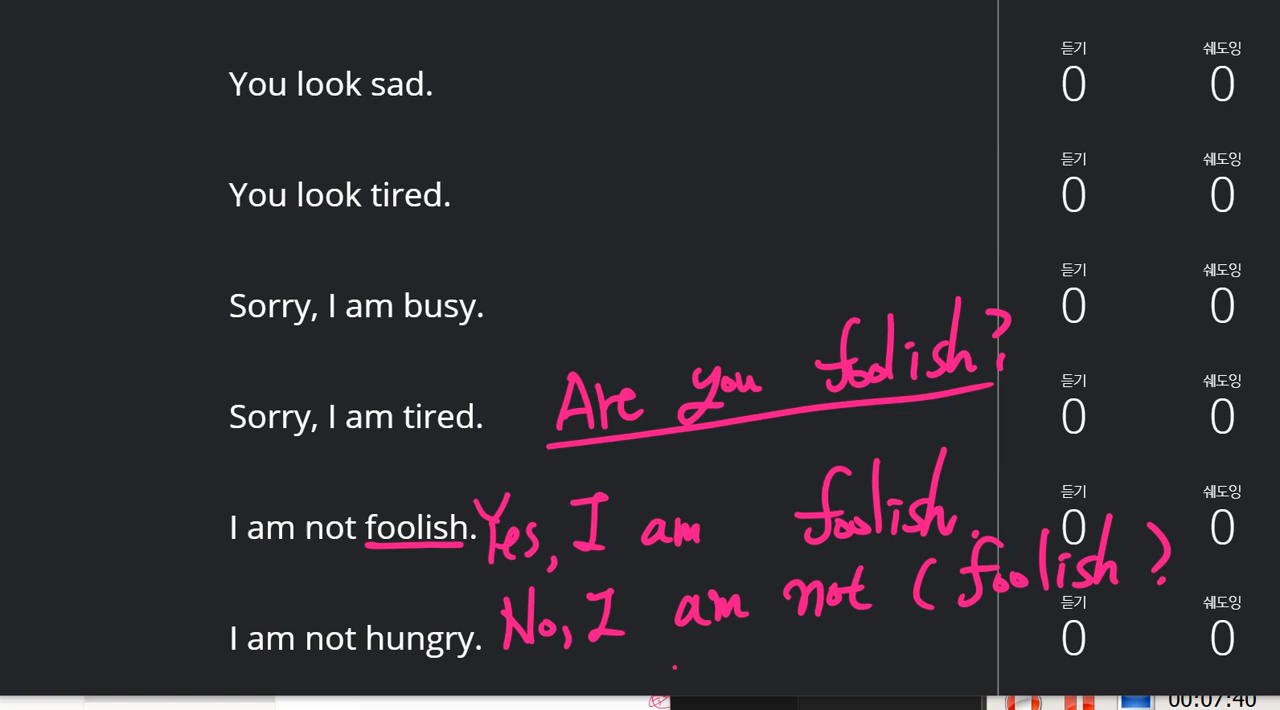 듣기 쉐도잉
You look sad. 0 0
듣기 쉐도잉
You look tired. 0 0
듣기 쉐도잉
Sorry, I am busy. 0 0
Are you foolish?
듣기 쉐도잉
Sorry, I am tired. 0 0
듣기 쉐도잉
I am not foolish. 0 0
Yes, I am foolish.
듣기 쉐도잉
I am not hungry. 0 0
No, I am not (foolish)
00:07:40